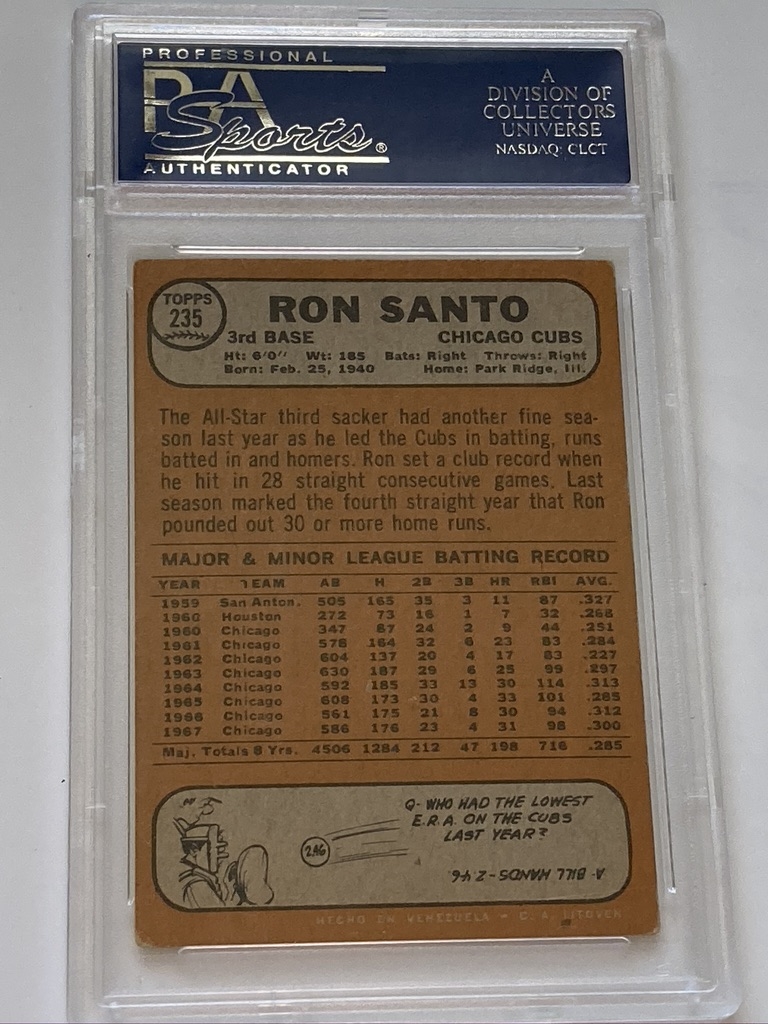 PROFESSIONAL
PSA
Sports®
AUTHENTICATOR
A
DIVISION OF
COLLECTORS
UNIVERSE
NASDAQ: CLCT
TOPPS
235
RON SANTO
3rd BASE CHICAGO CUBS
Ht: 6'0" Wt: 185 Bats: Right Throws: Right
Born: Feb. 25, 1940 Home: Park Ridge, Ill.
The All-Star third sacker had another fine sea-
son last year as he led the Cubs in batting, runs
batted in and homers. Ron set a club record when
he hit in 28 straight consecutive games. Last
season marked the fourth straight year that Ron
pounded out 30 or more home runs.
MAJOR & MINOR LEAGUE BATTING RECORD
YEAR TEAM AB H 2B 3B HR RBI AVG.
1959 San Anton. 505 165 35 3 11 87 .327
1960 Houston 272 73 16 1 7 32 .268
1960 Chicago 347 87 24 2 9 44 .251
1961 Chicago 578 164 32 6 23 83 .284
1962 Chicago 604 137 20 4 17 83 .227
1963 Chicago 630 187 29 6 25 99 .297
1964 Chicago 592 185 33 13 30 114 .313
1965 Chicago 608 173 30 4 33 101 .285
1966 Chicago 561 175 21 8 30 94 .312
1967 Chicago 586 176 23 4 31 98 .300
Maj. Totals 8 Yrs. 4506 1284 212 47 198 716 .285
Q- WHO HAD THE LOWEST
E.R.A. ON THE CUBS
LAST YEAR?
2.46
A- BILL HANDS - 2.46
HECHO EN VENEZUELA - C. A. LITOVEN